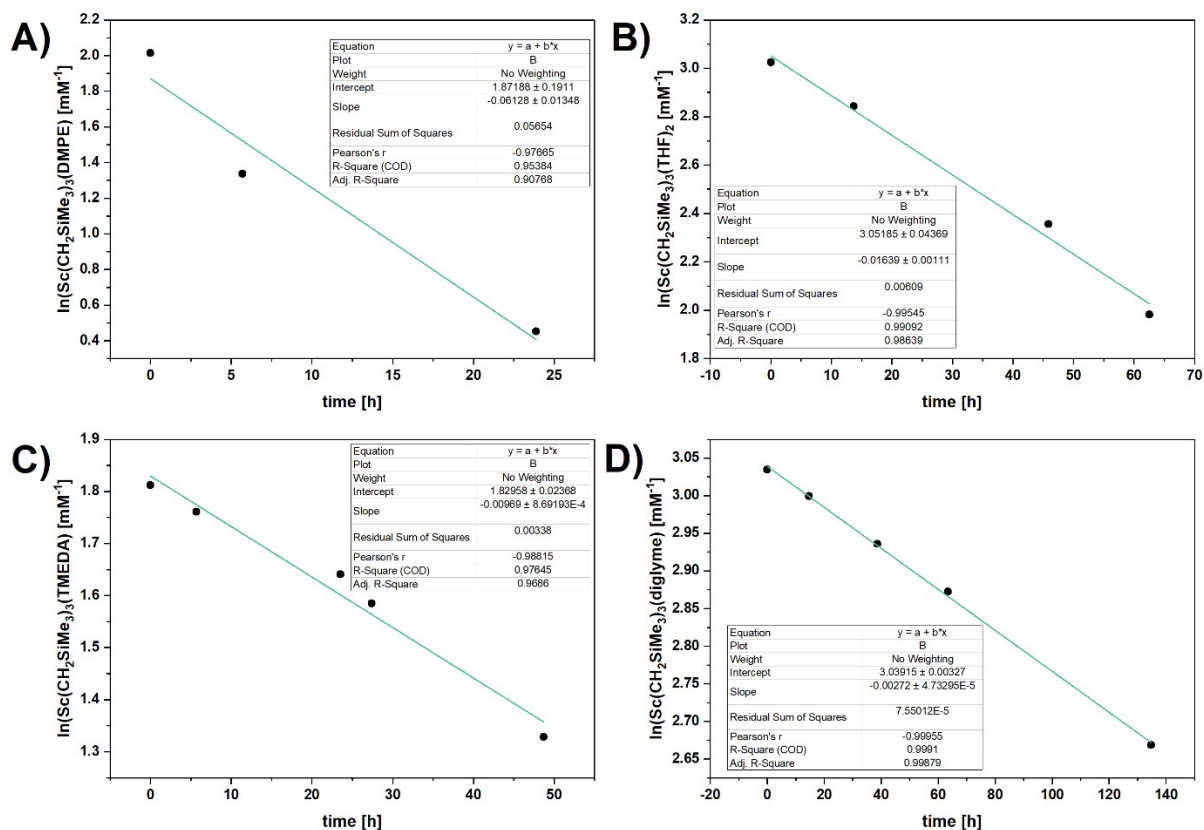 A)
ln(Sc(CH2SiMe3)3(DMPE) [mM-1]
2.0
1.8
1.6
1.4
1.2
1.0
0.8
0.6
0.4
2.2
Equation y = a + b*x
Plot B
Weight No Weighting
Intercept 1.87188 ± 0.1911
Slope -0.06128 ± 0.01348
Residual Sum of Squares 0.05654
Pearson's r -0.97665
R-Square (COD) 0.95384
Adj. R-Square 0.90768
0 5 10 15 20 25
time [h]
B)
ln(Sc(CH2SiMe3)3(THF)2 [mM-1]
3.2
3.0
2.8
2.6
2.4
2.2
2.0
1.8
Equation y = a + b*x
Plot B
Weight No Weighting
Intercept 3.05185 ± 0.04369
Slope -0.01639 ± 0.00111
Residual Sum of Squares 0.00609
Pearson's r -0.99545
R-Square (COD) 0.99092
Adj. R-Square 0.98639
-10 0 10 20 30 40 50 60 70
time [h]
C)
ln(Sc(CH2SiMe3)3(TMEDA) [mM-1]
1.9
1.8
1.7
1.6
1.5
1.4
1.3
Equation y = a + b*x
Plot B
Weight No Weighting
Intercept 1.82958 ± 0.02368
Slope -0.00969 ± 8.69193E-4
Residual Sum of Squares 0.00338
Pearson's r -0.98815
R-Square (COD) 0.97645
Adj. R-Square 0.9686
0 10 20 30 40 50
time [h]
D)
ln(Sc(CH2SiMe3)3(diglyme) [mM-1]
3.05
3.00
2.95
2.90
2.85
2.80
2.75
2.70
2.65
Equation y = a + b*x
Plot B
Weight No Weighting
Intercept 3.03915 ± 0.00327
Slope -0.00272 ± 4.73295E-5
Residual Sum of Squares 7.55012E-5
Pearson's r -0.99955
R-Square (COD) 0.9991
Adj. R-Square 0.99879
-20 0 20 40 60 80 100 120 140
time [h]